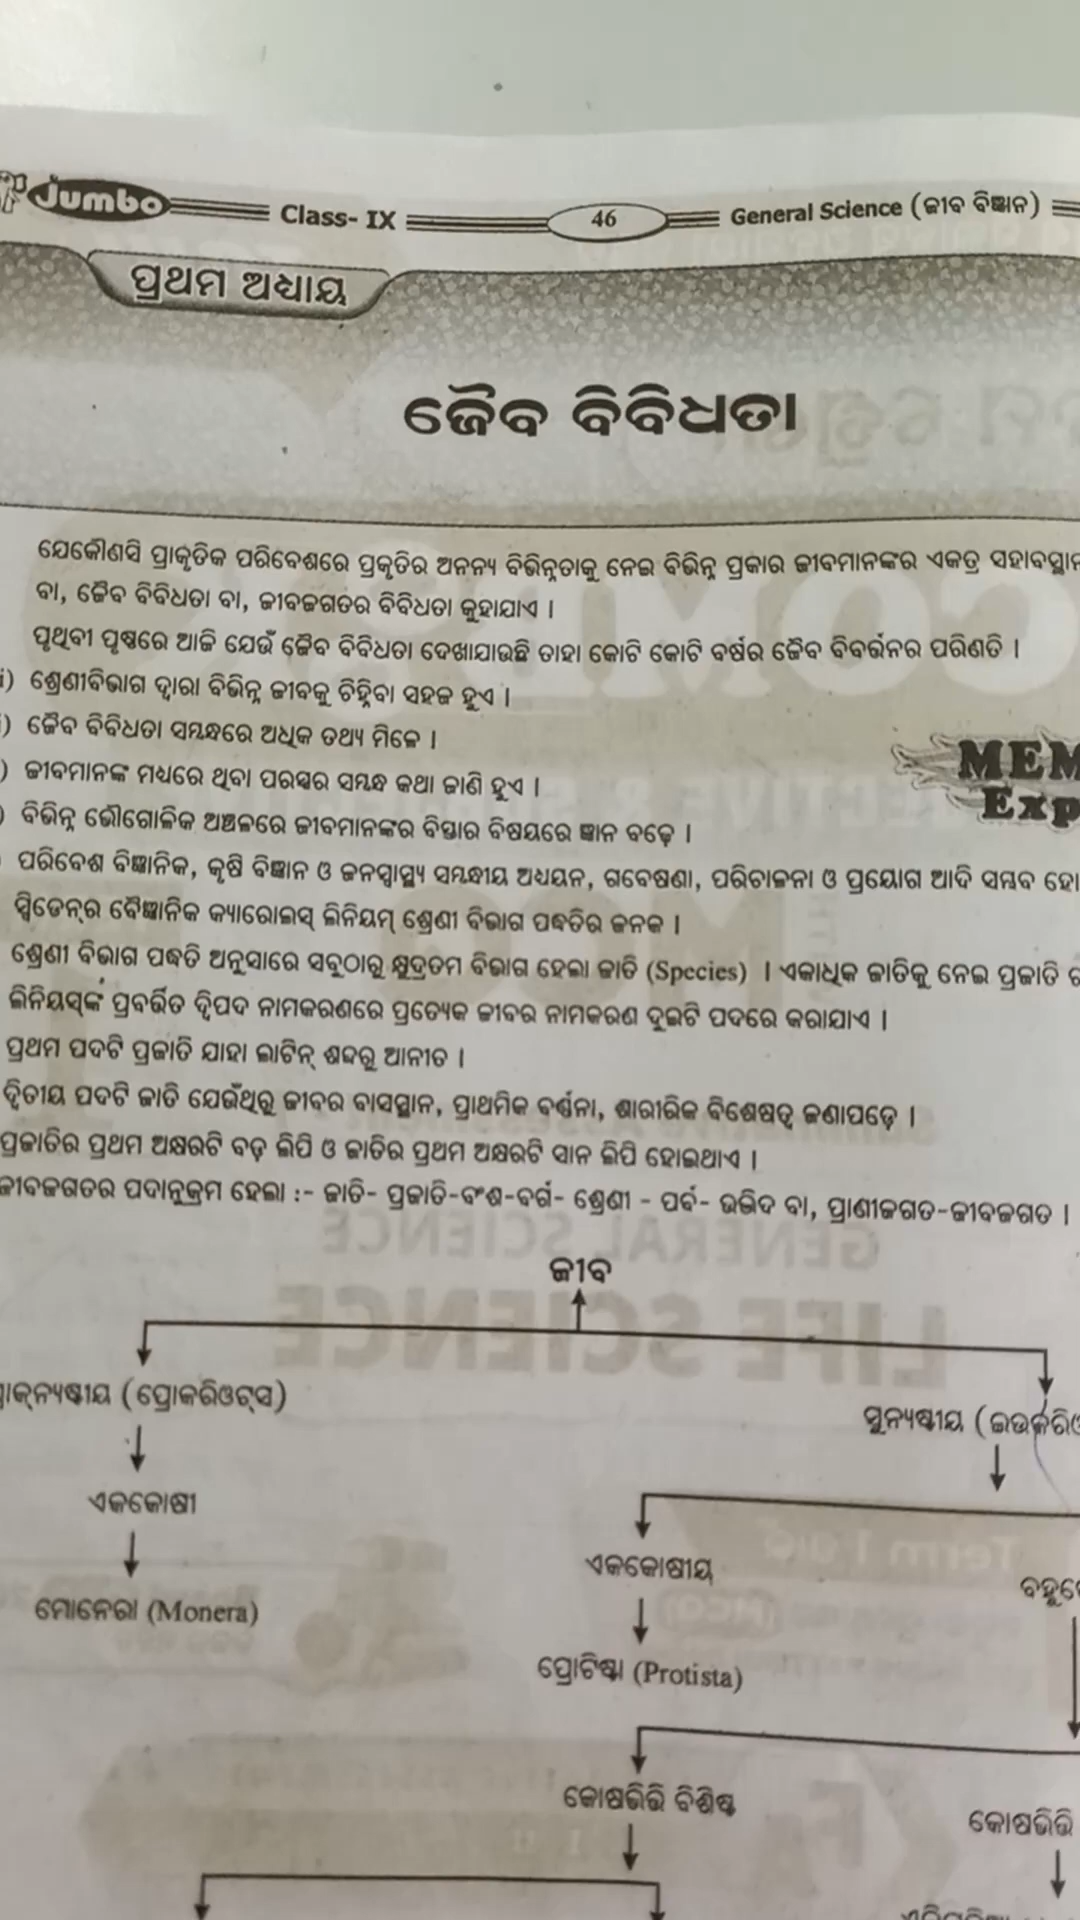 Jumbo Class- IX 46 General Science (ଜୀବ ବିଜ୍ଞାନ)
ପ୍ରଥମ ଅଧ୍ୟାୟ
ଜୈବ ବିବିଧତା
ଯେକୌଣସି ପ୍ରାକୃତିକ ପରିବେଶରେ ପ୍ରକୃତିର ଅନନ୍ୟ ବିଭିନ୍ନତାକୁ ନେଇ ବିଭିନ୍ନ ପ୍ରକାର ଜୀବମାନଙ୍କର ଏକତ୍ର ସହାବସ୍ଥାନ
ବା, ଜୈବ ବିବିଧତା ବା, ଜୀବଜଗତର ବିବିଧତା କୁହାଯାଏ ।
ପୃଥିବୀ ପୃଷ୍ଠରେ ଆଜି ଯେଉଁ ଜୈବ ବିବିଧତା ଦେଖାଯାଉଛି ତାହା କୋଟି କୋଟି ବର୍ଷର ଜୈବ ବିବର୍ତ୍ତନର ପରିଣତି ।
i) ଶ୍ରେଣୀବିଭାଗ ଦ୍ୱାରା ବିଭିନ୍ନ ଜୀବକୁ ଚିହ୍ନିବା ସହଜ ହୁଏ ।
) ଜୈବ ବିବିଧତା ସମ୍ବନ୍ଧରେ ଅଧିକ ତଥ୍ୟ ମିଳେ ।
) ଜୀବମାନଙ୍କ ମଧ୍ୟରେ ଥିବା ପରସ୍ପର ସମ୍ବନ୍ଧ କଥା ଜାଣି ହୁଏ ।
) ବିଭିନ୍ନ ଭୌଗୋଳିକ ଅଞ୍ଚଳରେ ଜୀବମାନଙ୍କର ବିସ୍ତାର ବିଷୟରେ ଜ୍ଞାନ ବଢ଼େ ।
ପରିବେଶ ବିଜ୍ଞାନିକ, କୃଷି ବିଜ୍ଞାନ ଓ ଜନସ୍ୱାସ୍ଥ୍ୟ ସମ୍ବନ୍ଧୀୟ ଅଧ୍ୟୟନ, ଗବେଷଣା, ପରିଚାଳନା ଓ ପ୍ରୟୋଗ ଆଦି ସମ୍ଭବ
ସ୍ୱିଡେନ୍‌ର ବୈଜ୍ଞାନିକ କ୍ୟାରୋଲସ୍ ଲିନିୟମ୍ ଶ୍ରେଣୀ ବିଭାଗ ପଦ୍ଧତିର ଜନକ ।
ଶ୍ରେଣୀ ବିଭାଗ ପଦ୍ଧତି ଅନୁସାରେ ସବୁଠାରୁ କ୍ଷୁଦ୍ରତମ ବିଭାଗ ହେଲା ଜାତି (Species) । ଏକାଧିକ ଜାତିକୁ ନେଇ ପ୍ରଜାତି
ଲିନିୟସ୍‌ଙ୍କ ପ୍ରବର୍ତ୍ତିତ ଦ୍ୱିପଦ ନାମକରଣରେ ପ୍ରତ୍ୟେକ ଜୀବର ନାମକରଣ ଦୁଇଟି ପଦରେ କରାଯାଏ ।
ପ୍ରଥମ ପଦଟି ପ୍ରଜାତି ଯାହା ଲାଟିନ୍ ଶବ୍ଦରୁ ଆନୀତ ।
ଦ୍ୱିତୀୟ ପଦଟି ଜାତି ଯେଉଁଥିରୁ ଜୀବର ବାସସ୍ଥାନ, ପ୍ରାଥମିକ ବର୍ଣ୍ଣନା, ଶାରୀରିକ ବିଶେଷତ୍ୱ ଜଣାପଡ଼େ ।
ପ୍ରଜାତିର ପ୍ରଥମ ଅକ୍ଷରଟି ବଡ଼ ଲିପି ଓ ଜାତିର ପ୍ରଥମ ଅକ୍ଷରଟି ସାନ ଲିପି ହୋଇଥାଏ ।
ଜୀବଜଗତର ପଦାନୁକ୍ରମ ହେଲା :- ଜାତି- ପ୍ରଜାତି-ବଂଶ-ବର୍ଗ- ଶ୍ରେଣୀ - ପର୍ବ- ଉଦ୍ଭିଦ ବା, ପ୍ରାଣୀଜଗତ-ଜୀବଜଗତ ।
ଜୀବ
(ପ୍ରୋକରିଓଟ୍‌ସ)
ସୁନ୍ୟଷ୍ଟୀୟ
ଏକକୋଷୀ
ଏକକୋଷୀୟ
ମୋନେରା (Monera)
ପ୍ରୋଟିଷ୍ଟା (Protista)
କୋଷଭିତ୍ତି ବିଶିଷ୍ଟ
କୋଷଭିତ୍ତି